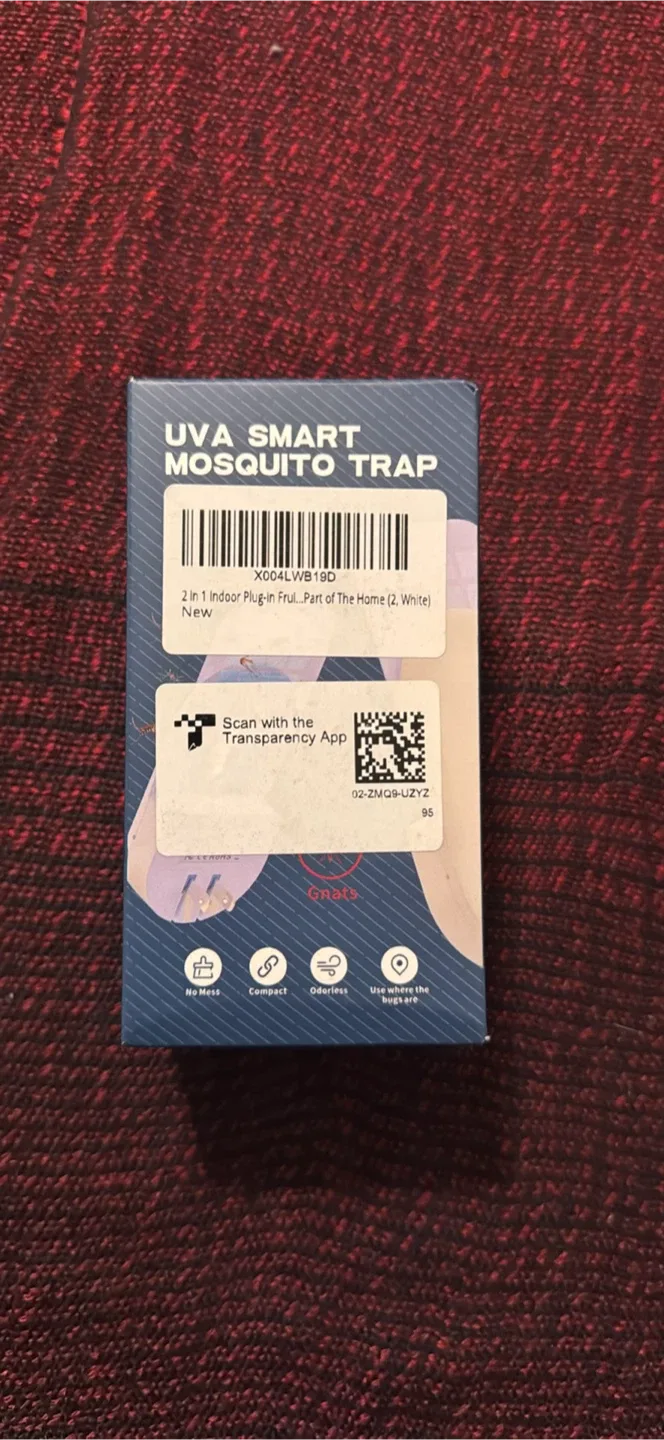 UVA SMART
MOSQUITO TRAP
X004LWB19D
2 in 1 Indoor Plug-in Frui...Part of The Home (2, White)
New
Scan with the
Transparency App
02-ZMQ9-UZYZ
95
Gnats
No Mess
Compact
Odorless
Use where the
bugs are